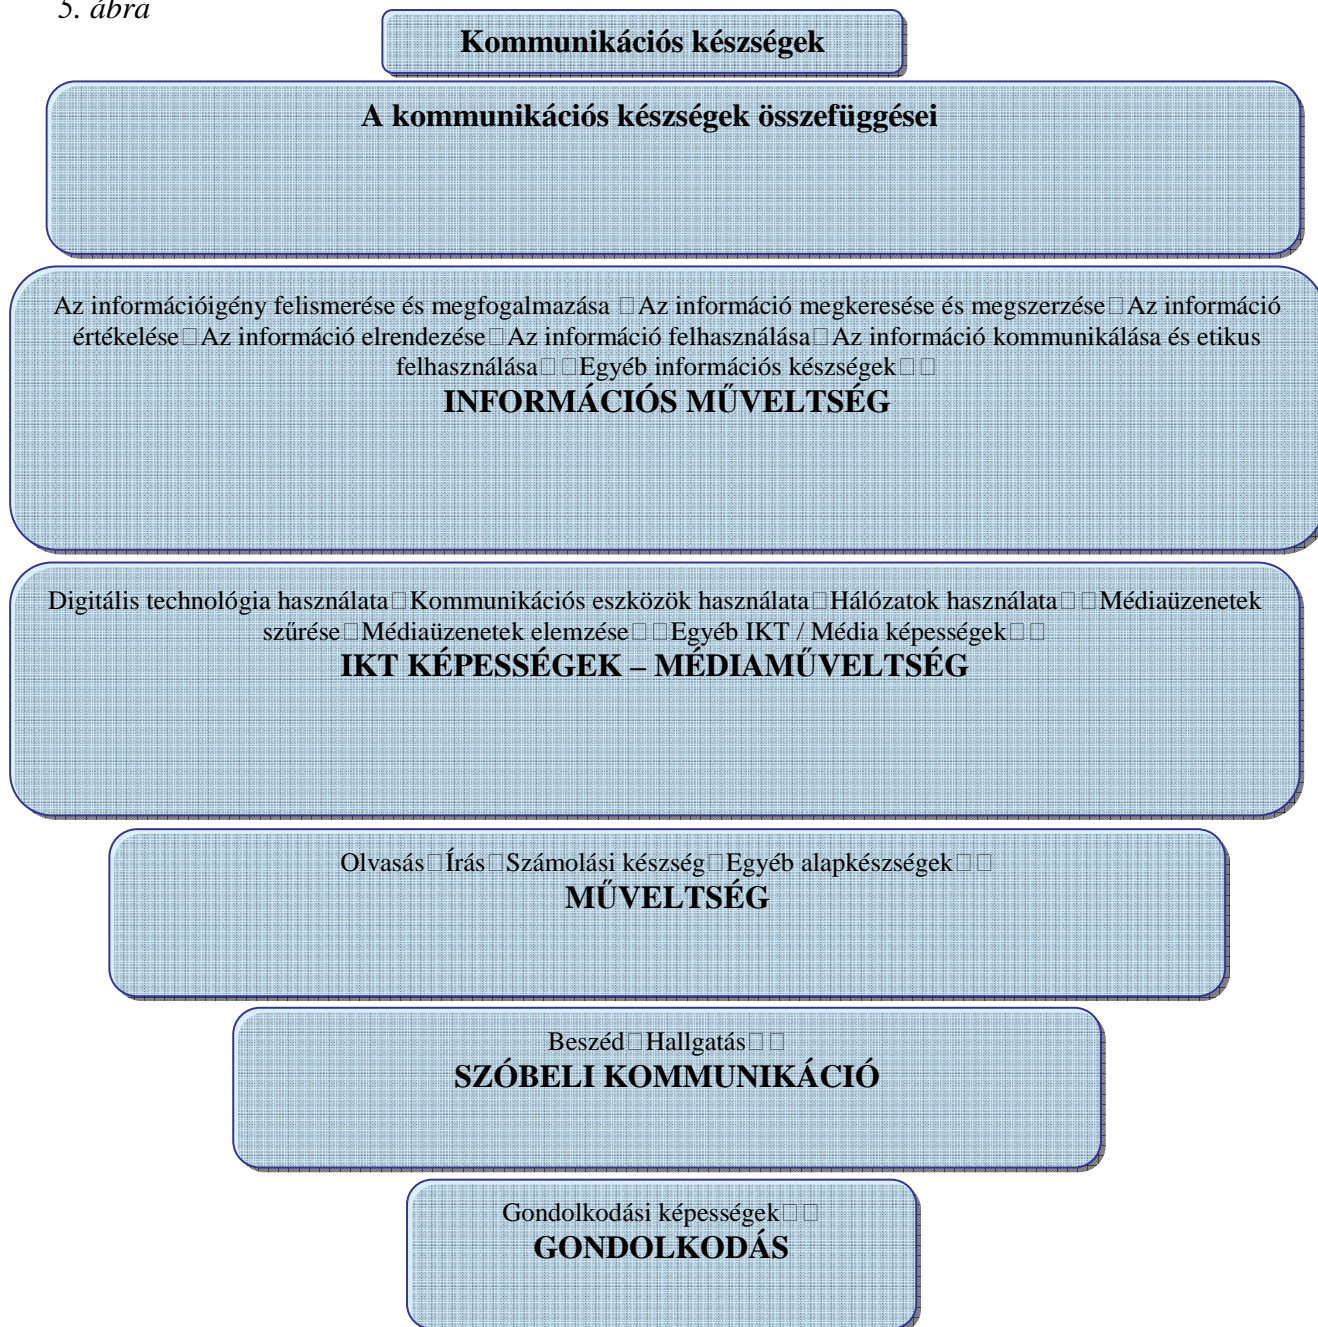 5. ábra
Kommunikációs készségek
A kommunikációs készségek összefüggései
Az információigény felismerése és megfogalmazása □Az információ megkeresése és megszerzése□Az információ
értékelése□Az információ elrendezése□Az információ felhasználása□Az információ kommunikálása és etikus
felhasználása□□Egyéb információs készségek□□
INFORMÁCIÓS MŰVELTSÉG
Digitális technológia használata□Kommunikációs eszközök használata□Hálózatok használata□□Médiaüzenetek
szűrése□Médiaüzenetek elemzése□□Egyéb IKT / Média képességek□□
IKT KÉPESSÉGEK – MÉDIAMŰVELTSÉG
Olvasás□Írás□Számolási készség□Egyéb alapkészségek□□
MŰVELTSÉG
Beszéd□Hallgatás□□
SZÓBELI KOMMUNIKÁCIÓ
Gondolkodási képességek□□
GONDOLKODÁS